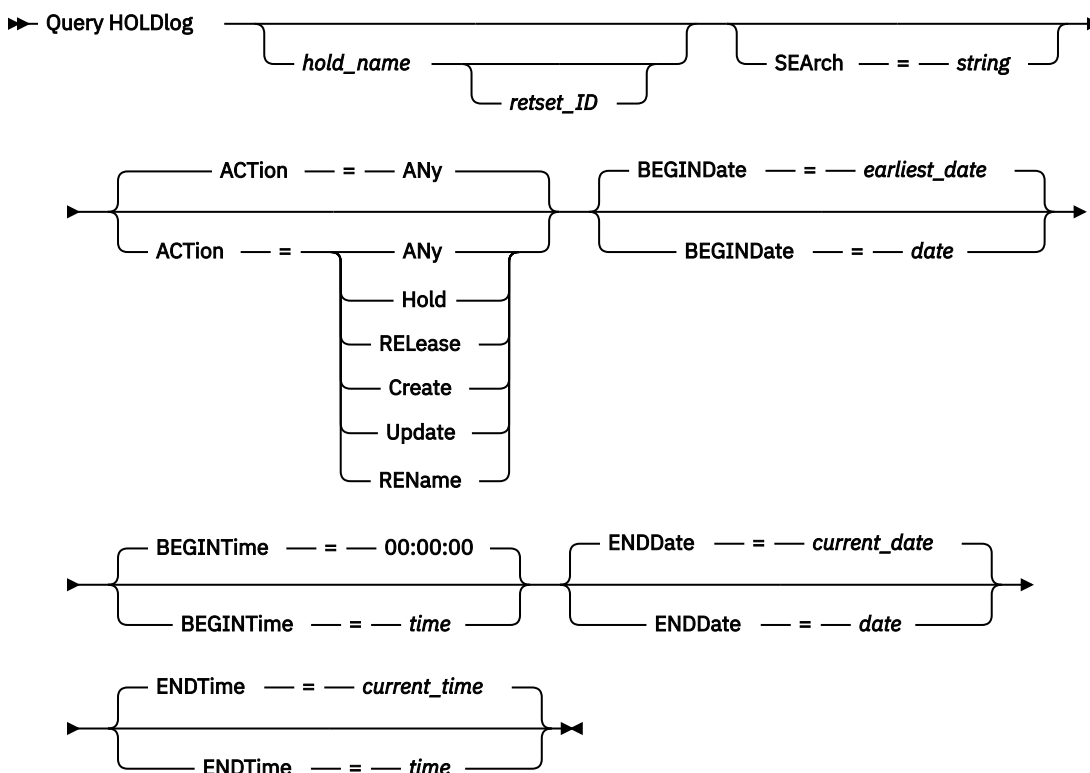 Query HOLDlog
hold_name
retset_ID
SEArch = string
ACTion = ANy
ACTion = ANy
Hold
RELease
Create
Update
REName
BEGINDate = earliest_date
BEGINDate = date
BEGINTime = 00:00:00
BEGINTime = time
ENDDate = current_date
ENDDate = date
ENDTime = current_time
ENDTime = time